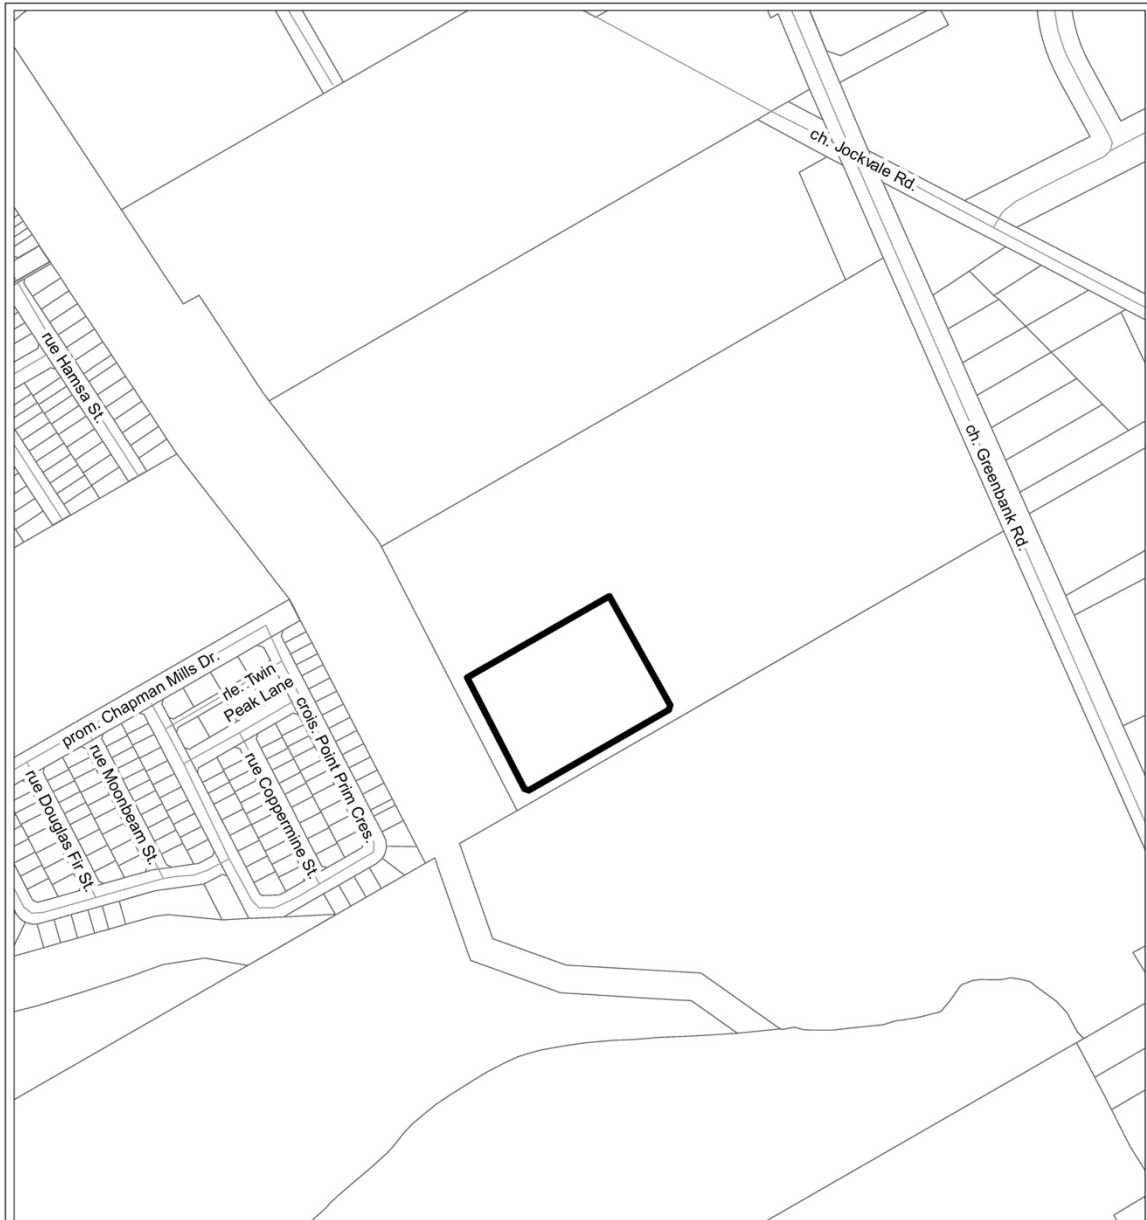 ch. Jockvale Rd.
rue Hamsa St.
ch. Greenbank Rd.
prom. Chapman Mills Dr.
rle. Twin
Peak Lane
crois. Point Prim Cres.
rue Moonbeam St.
rue Coppermine St.
rue Douglas Fir St.